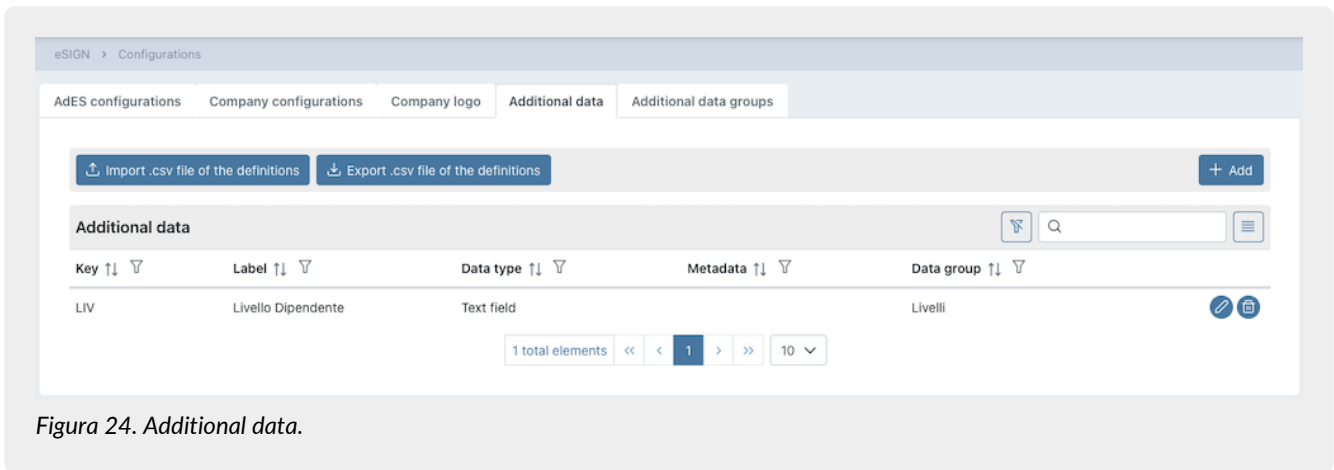 eSIGN > Configurations
AdES configurations Company configurations Company logo Additional data Additional data groups
Import .csv file of the definitions Export .csv file of the definitions + Add
Additional data
Key Label Data type Metadata Data group
LIV Livello Dipendente Text field Livelli
1 total elements « < 1 > » 10
Figura 24. Additional data.